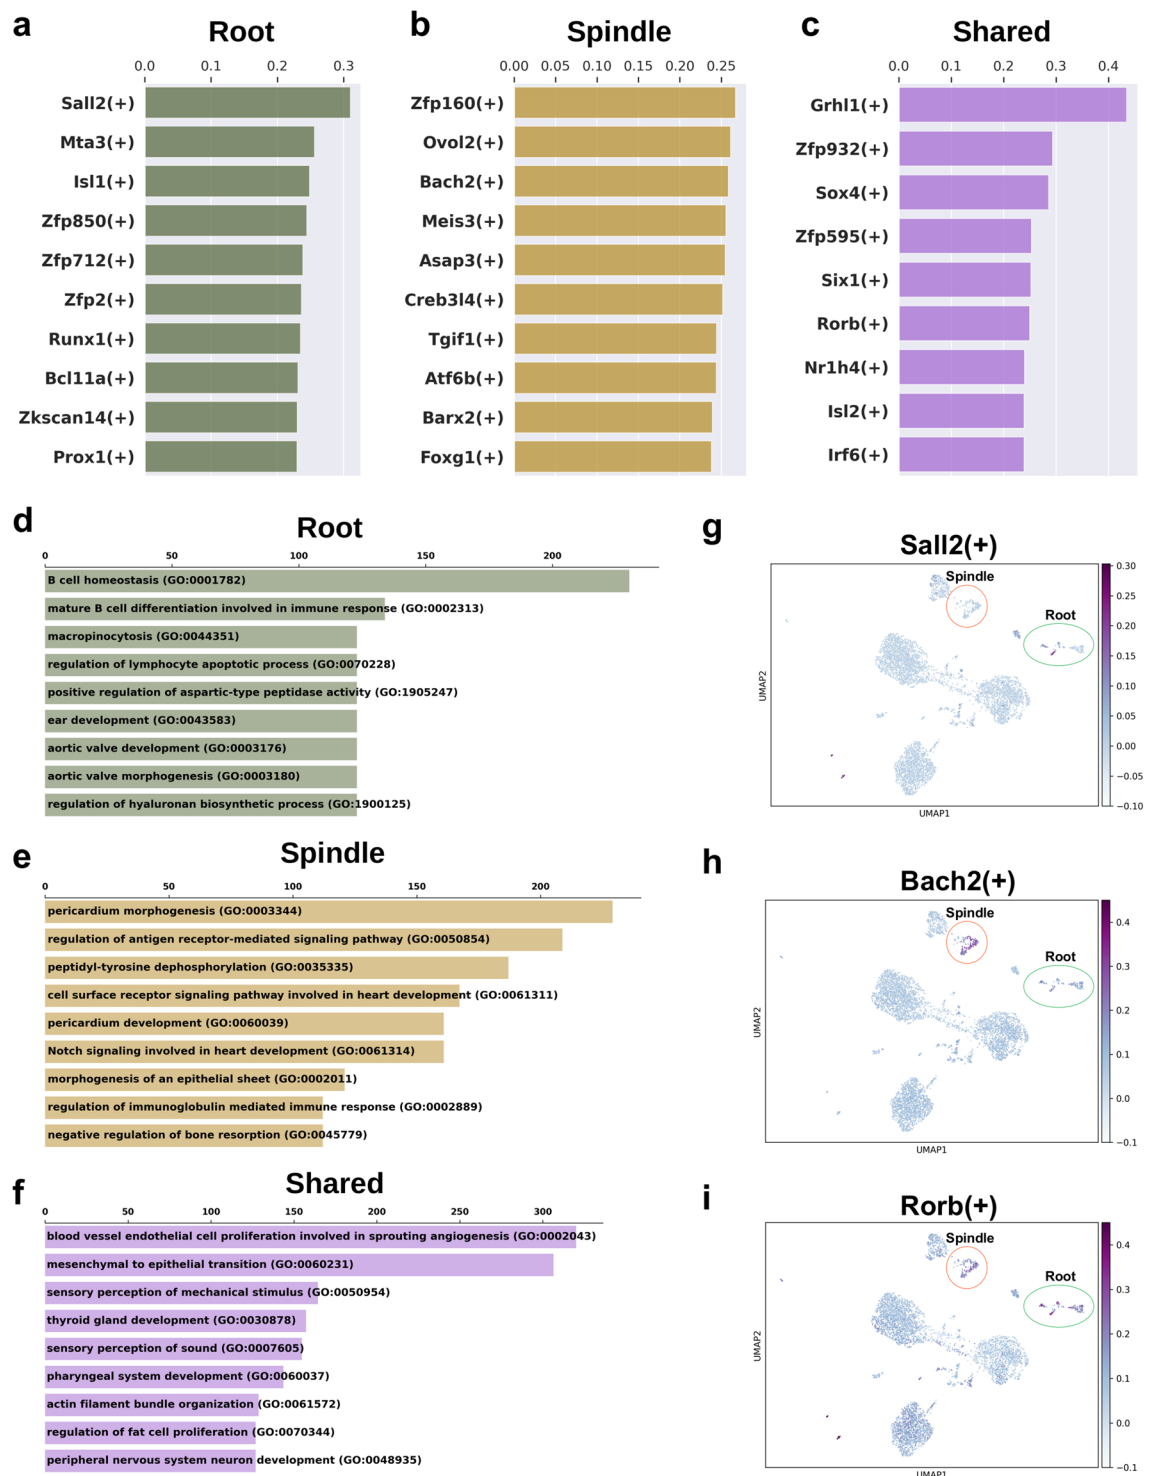 a
Root
0.0 0.1 0.2 0.3
Sall2(+)
Mta3(+)
Isl1(+)
Zfp850(+)
Zfp712(+)
Zfp2(+)
Runx1(+)
Bcl11a(+)
Zkscan14(+)
Prox1(+)
b
Spindle
0.00 0.05 0.10 0.15 0.20 0.25
Zfp160(+)
Ovol2(+)
Bach2(+)
Meis3(+)
Asap3(+)
Creb3l4(+)
Tgif1(+)
Atf6b(+)
Barx2(+)
Foxg1(+)
c
Shared
0.0 0.1 0.2 0.3 0.4
Grhl1(+)
Zfp932(+)
Sox4(+)
Zfp595(+)
Six1(+)
Rorb(+)
Nr1h4(+)
Isl2(+)
Irf6(+)
d
Root
0 50 100 150 200
B cell homeostasis (GO:0001782)
mature B cell differentiation involved in immune response (GO:0002313)
macropinocytosis (GO:0044351)
regulation of lymphocyte apoptotic process (GO:0070228)
positive regulation of aspartic-type peptidase activity (GO:1905247)
ear development (GO:0043583)
aortic valve development (GO:0003176)
aortic valve morphogenesis (GO:0003180)
regulation of hyaluronan biosynthetic process (GO:1900125)
e
Spindle
0 50 100 150 200
pericardium morphogenesis (GO:0003344)
regulation of antigen receptor-mediated signaling pathway (GO:0050854)
peptidyl-tyrosine dephosphorylation (GO:0035335)
cell surface receptor signaling pathway involved in heart development (GO:0061311)
pericardium development (GO:0060039)
Notch signaling involved in heart development (GO:0061314)
morphogenesis of an epithelial sheet (GO:0002011)
regulation of immunoglobulin mediated immune response (GO:0002889)
negative regulation of bone resorption (GO:0045779)
f
Shared
0 50 100 150 200 250 300
blood vessel endothelial cell proliferation involved in sprouting angiogenesis (GO:0002043)
mesenchymal to epithelial transition (GO:0060231)
sensory perception of mechanical stimulus (GO:0050954)
thyroid gland development (GO:0030878)
sensory perception of sound (GO:0007605)
pharyngeal system development (GO:0060037)
actin filament bundle organization (GO:0061572)
regulation of fat cell proliferation (GO:0070344)
peripheral nervous system neuron development (GO:0048935)
g
Sall2(+)
Spindle
Root
UMAP2
UMAP1
0.30
0.25
0.20
0.15
0.10
0.05
0.00
−0.05
−0.10
h
Bach2(+)
Spindle
Root
UMAP2
UMAP1
0.4
0.3
0.2
0.1
0.0
−0.1
i
Rorb(+)
Spindle
Root
UMAP2
UMAP1
0.4
0.3
0.2
0.1
0.0
−0.1